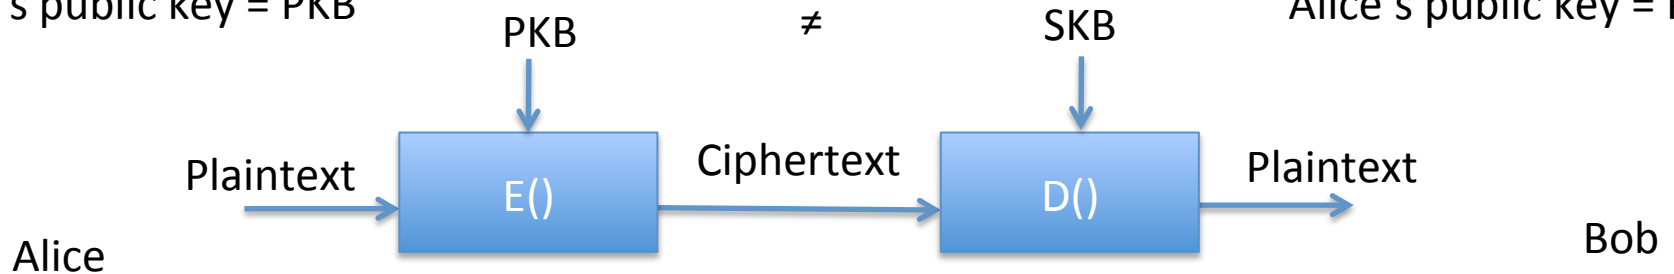 s public key = PKB
Alice's public key =
PKB
≠
SKB
Plaintext
E()
Ciphertext
D()
Plaintext
Alice
Bob